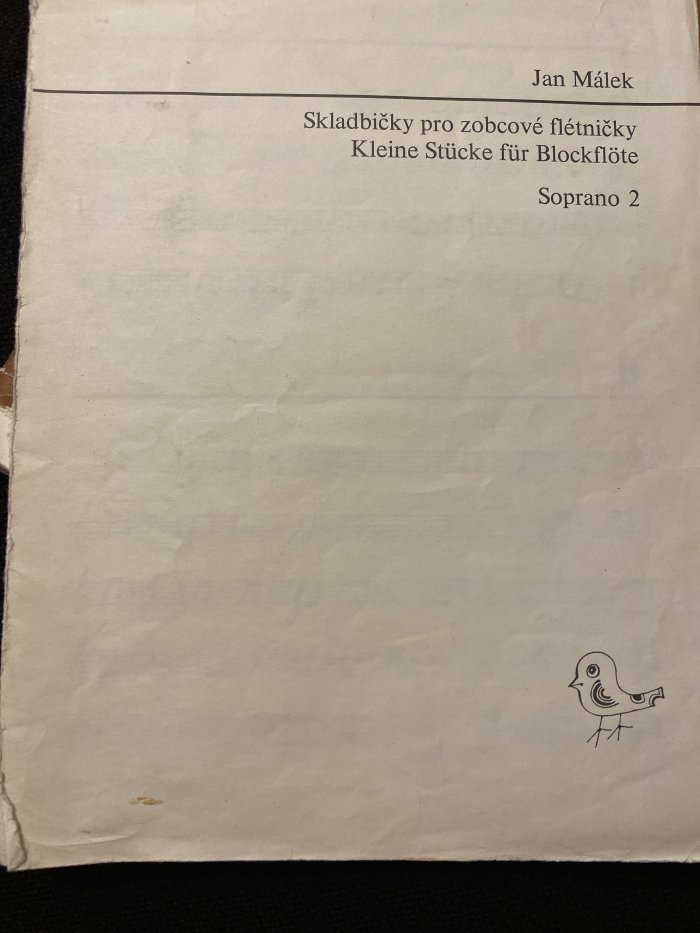 Jan Málek
Skladbičky pro zobcové flétničky
Kleine Stücke für Blockflöte
Soprano 2